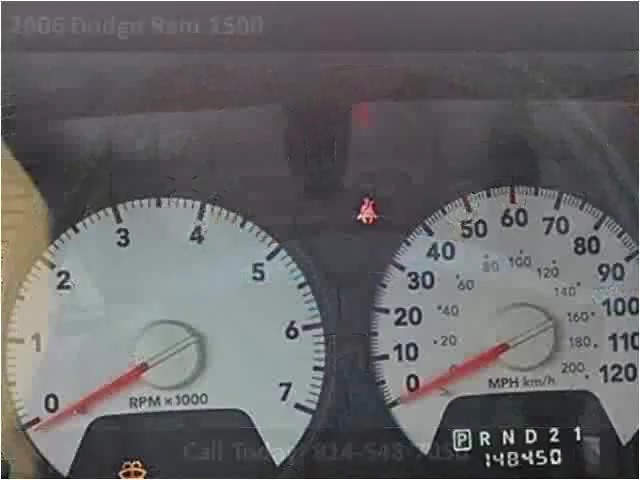 2006 Dodge Ram 1500
3 4
2 5
1 6
0 7
RPM x 1000
50 60 70
40 80
30 90
20 100
10 110
0 120
20 40 60 80 100 120 140 160 180 200
MPH km/h
P R N D 2 1
148450
Call Today